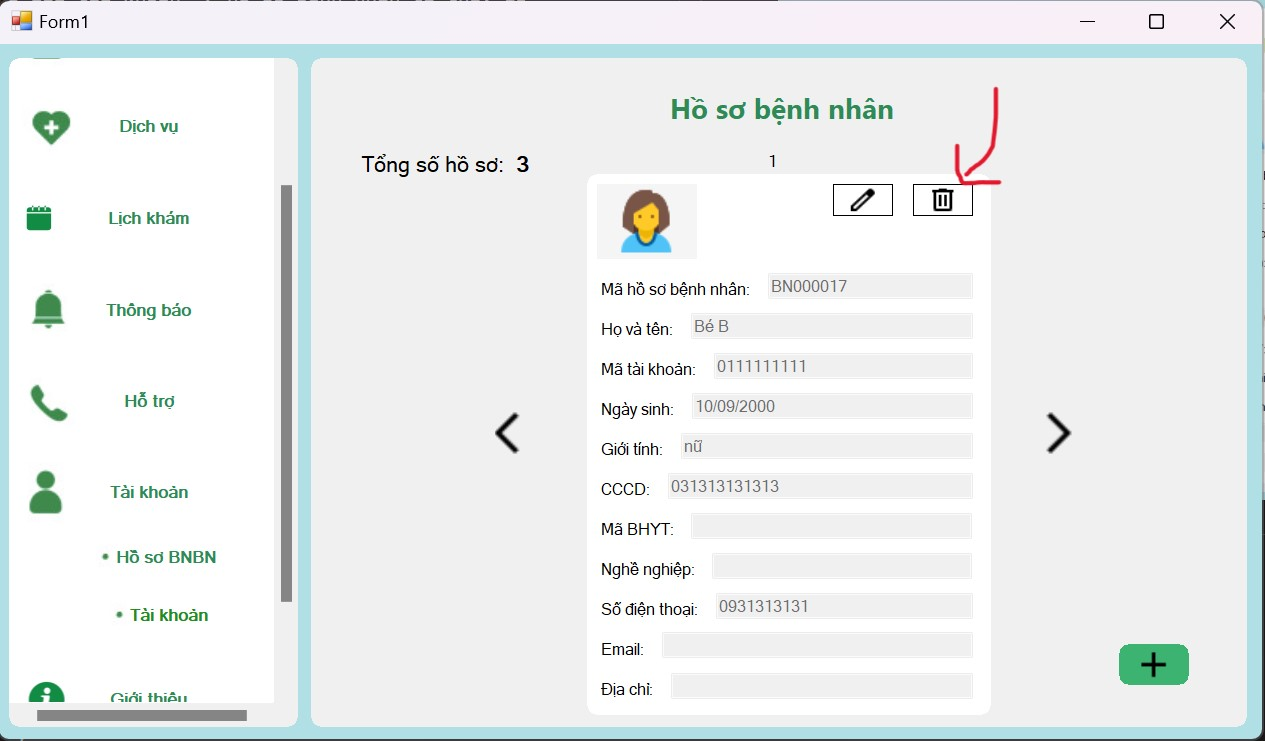 Form1
Dịch vụ
Lịch khám
Thông báo
Hỗ trợ
Tài khoản
• Hồ sơ BNBN
• Tài khoản
Giới thiệu
Hồ sơ bệnh nhân
Tổng số hồ sơ: 3
1
Mã hồ sơ bệnh nhân: BN000017
Họ và tên: Bé B
Mã tài khoản: 0111111111
Ngày sinh: 10/09/2000
Giới tính: nữ
CCCD: 031313131313
Mã BHYT:
Nghề nghiệp:
Số điện thoại: 0931313131
Email:
Địa chỉ: